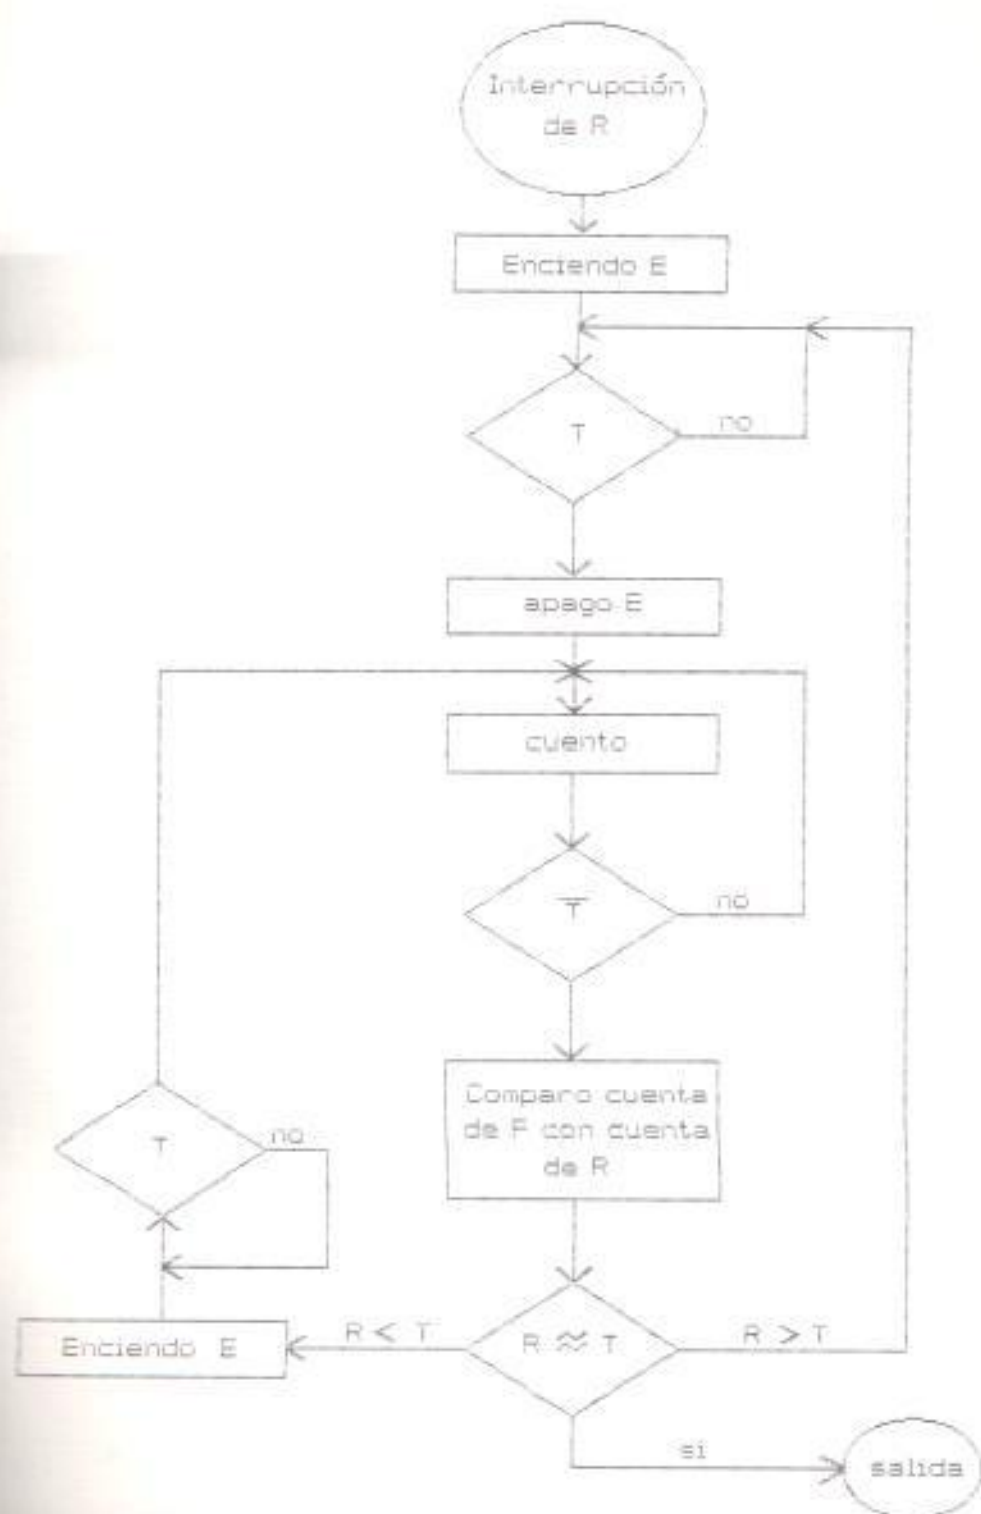 Interrupción
de R
Enciendo E
T
no
apago E
cuento
T̅
no
Comparo cuenta
de F con cuenta
de R
T
no
Enciendo E
R < T
R ≈ T
R > T
si
salida